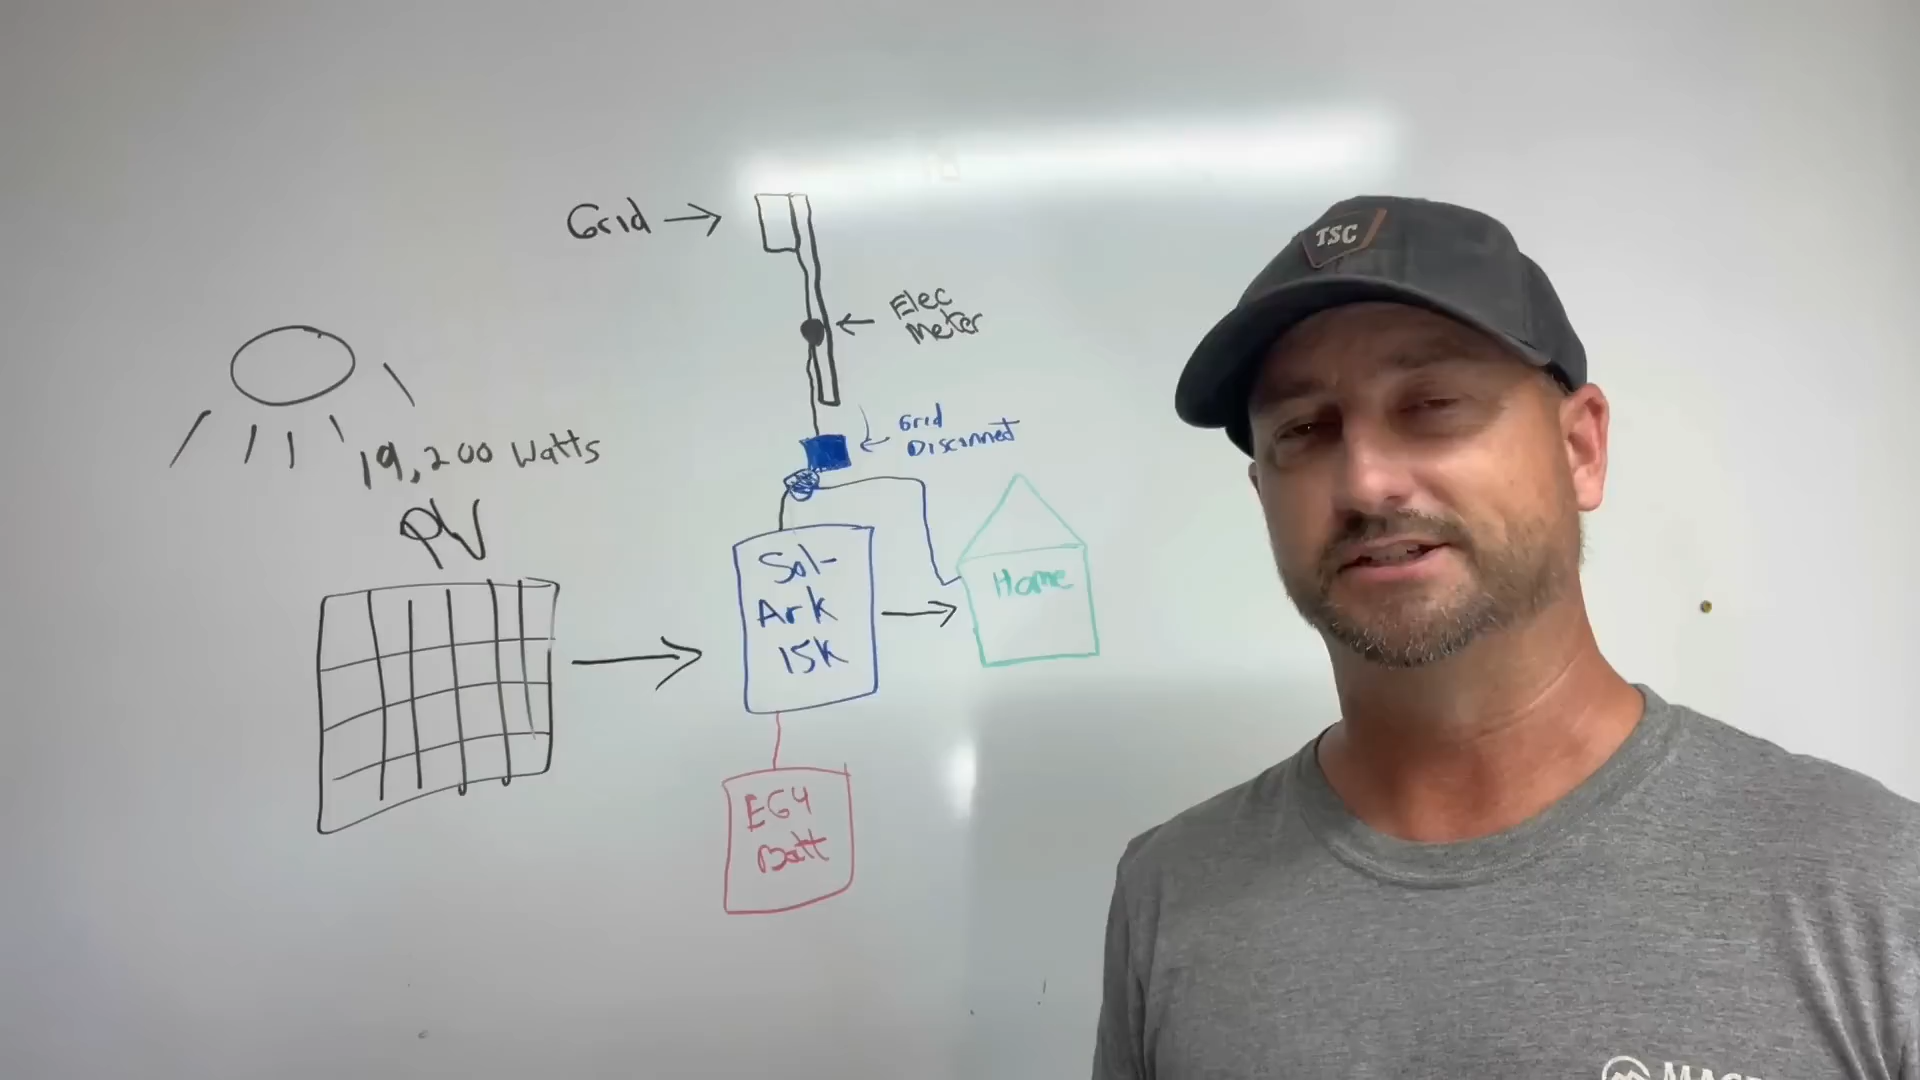 Grid
Elec
Meter
Grid
Disconnect
19,200 Watts
PV
Sol-
Ark
15K
Home
EG4
Batt
TSC